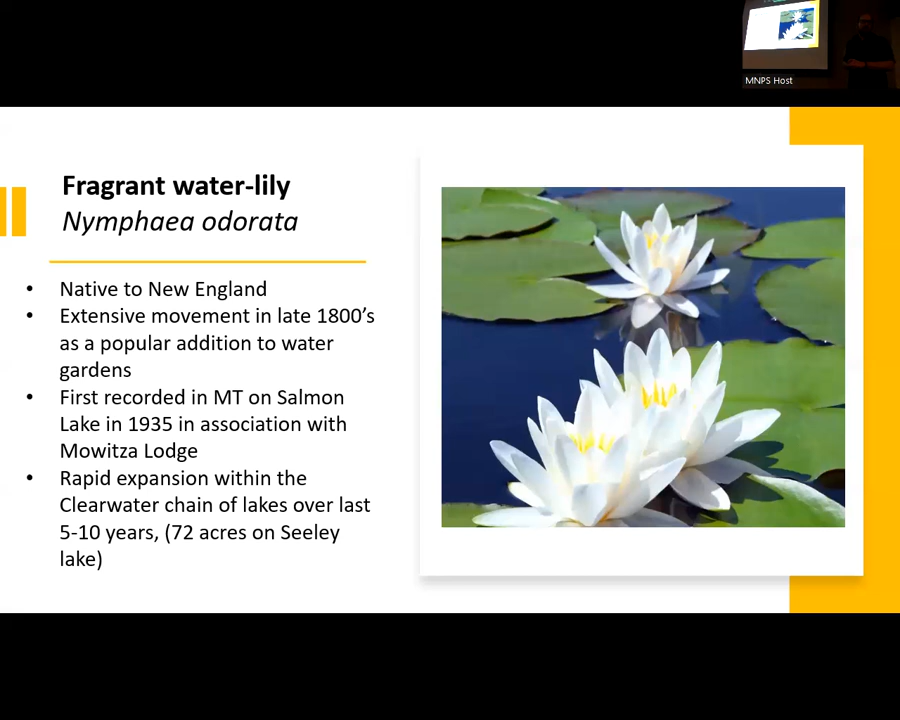 MNPS Host
Fragrant water-lily
Nymphaea odorata
• Native to New England
• Extensive movement in late 1800’s
as a popular addition to water
gardens
• First recorded in MT on Salmon
Lake in 1935 in association with
Mowitza Lodge
• Rapid expansion within the
Clearwater chain of lakes over last
5-10 years, (72 acres on Seeley
lake)